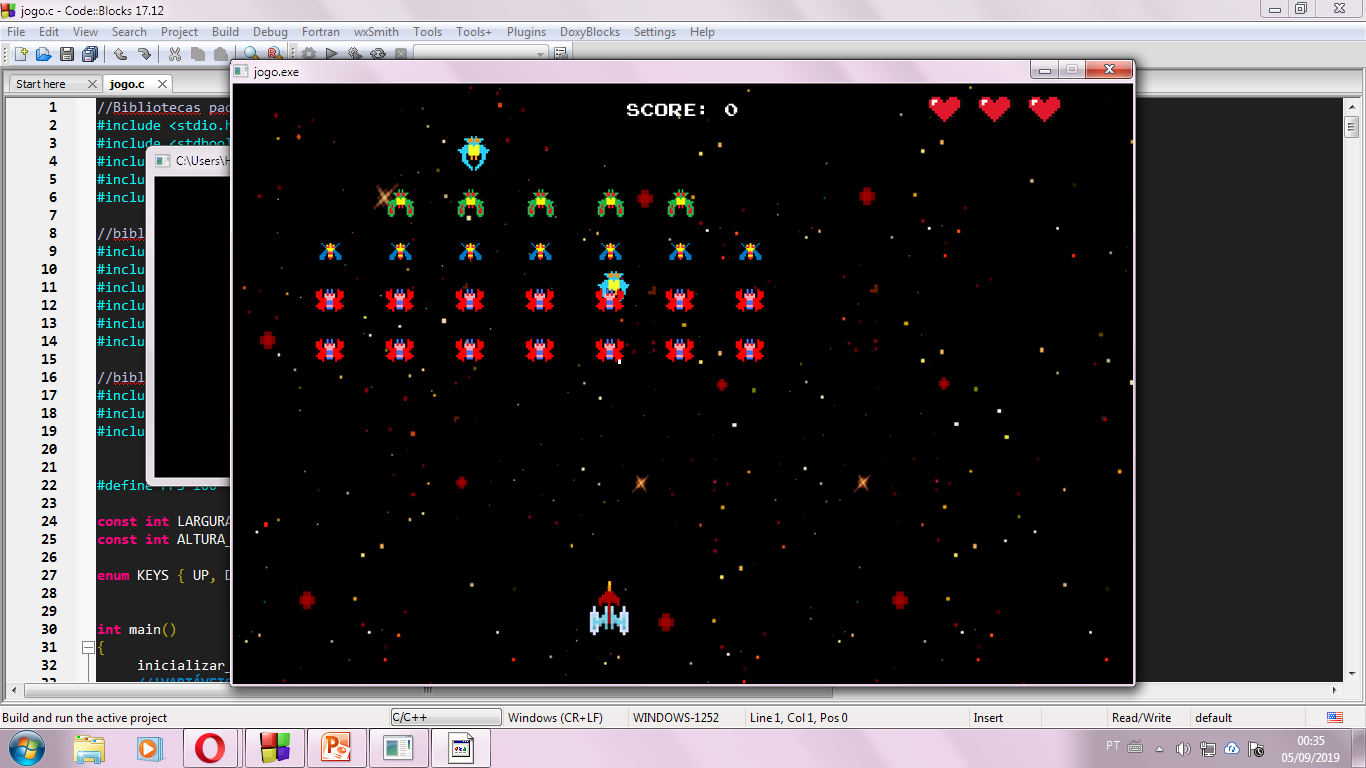 jogo.c - Code::Blocks 17.12
File Edit View Search Project Build Debug Fortran wxSmith Tools Tools+ Plugins DoxyBlocks Settings Help
jogo.exe
Start here jogo.c
SCORE: 0
1 //Bibliotecas pad
2 #include <stdio.h
3 #include <stdbool
4 #inclu
C:\Users\H
5 #inclu
6 #inclu
7
8 //bibl
9 #inclu
10 #inclu
11 #inclu
12 #inclu
13 #inclu
14 #inclu
15
16 //bibl
17 #inclu
18 #inclu
19 #inclu
20
21
22 #define
23
24 const int LARGURA
25 const int ALTURA_
26
27 enum KEYS { UP, D
28
29
30 int main()
31 {
32 inicializar_
Build and run the active project C/C++ Windows (CR+LF) WINDOWS-1252 Line 1, Col 1, Pos 0 Insert Read/Write default
PT 00:35
05/09/2019